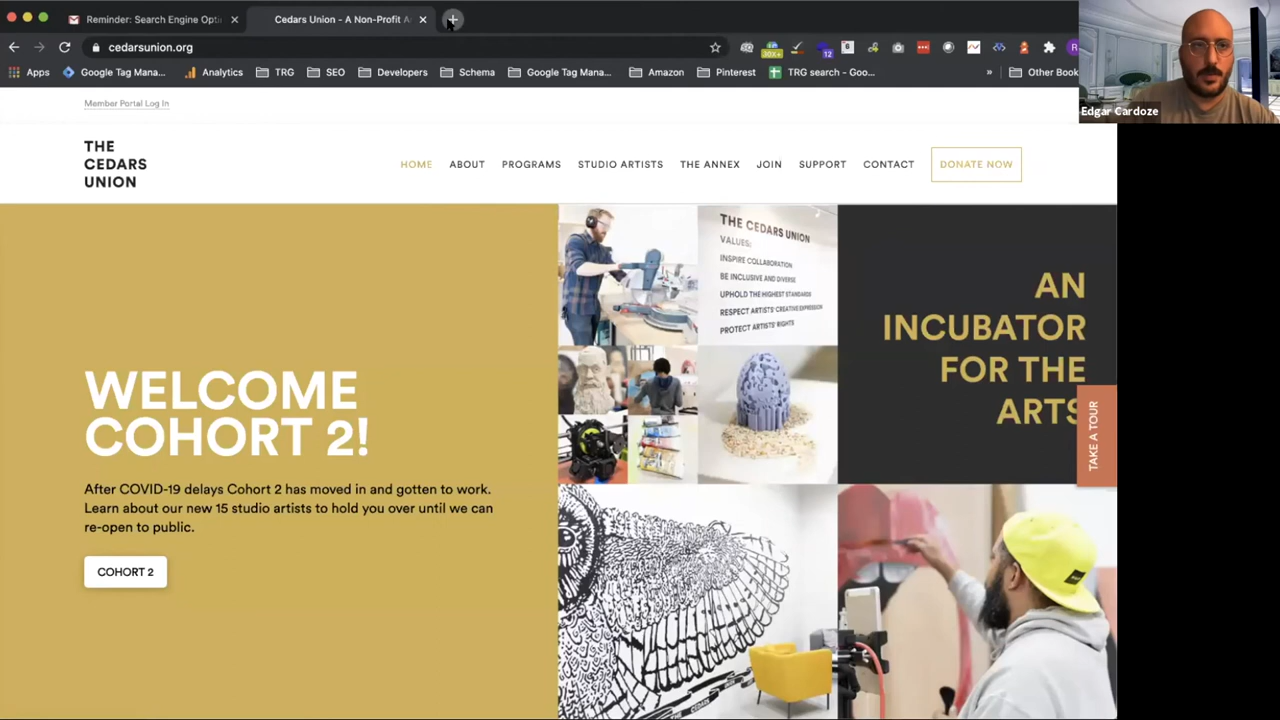 Reminder: Search Engine Opti
Cedars Union - A Non-Profit A
cedarsunion.org
30K+
12
Apps
Google Tag Mana...
Analytics
TRG
SEO
Developers
Schema
Google Tag Mana...
Amazon
Pinterest
TRG search - Goo...
»
Other Book
Edgar Cardoze
Member Portal Log In
THE
CEDARS
UNION
HOME
ABOUT
PROGRAMS
STUDIO ARTISTS
THE ANNEX
JOIN
SUPPORT
CONTACT
DONATE NOW
THE CEDARS UNION
VALUES:
INSPIRE COLLABORATION
BE INCLUSIVE AND DIVERSE
UPHOLD THE HIGHEST STANDARDS
RESPECT ARTISTS' CREATIVE EXPRESSION
PROTECT ARTISTS' RIGHTS
AN
INCUBATOR
FOR THE
ARTS
TAKE A TOUR
WELCOME
COHORT 2!
After COVID-19 delays Cohort 2 has moved in and gotten to work.
Learn about our new 15 studio artists to hold you over until we can
re-open to public.
COHORT 2